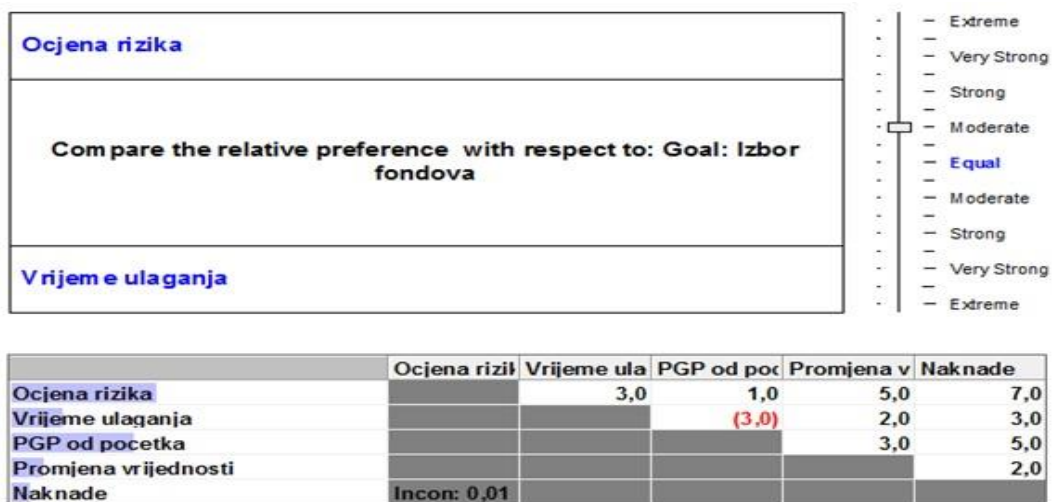 Ocjena rizika
Compare the relative preference with respect to: Goal: Izbor
fondova
Vrijeme ulaganja
Extreme
Very Strong
Strong
Moderate
Equal
Moderate
Strong
Very Strong
Extreme
Ocjena rizil Vrijeme ula PGP od poc Promjena v Naknade
Ocjena rizika 3,0 1,0 5,0 7,0
Vrijeme ulaganja (3,0) 2,0 3,0
PGP od pocetka 3,0 5,0
Promjena vrijednosti 2,0
Naknade Incon: 0,01